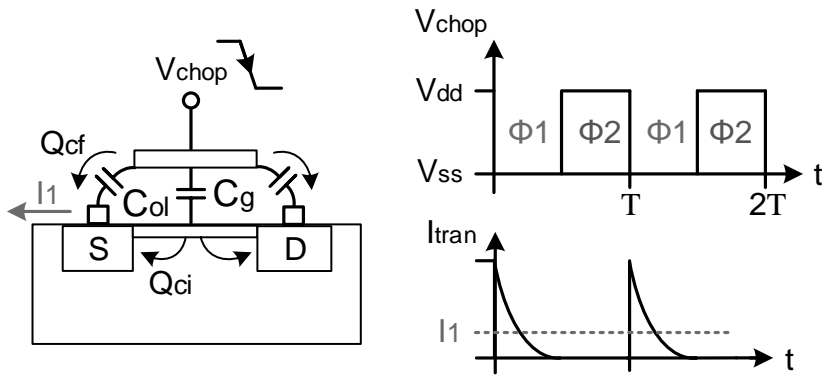 Vchop
Qcf
I1
Col
Cg
S
D
Qci
Vchop
Vdd
Φ1
Φ2
Φ1
Φ2
Vss
t
T
2T
Itran
I1
t